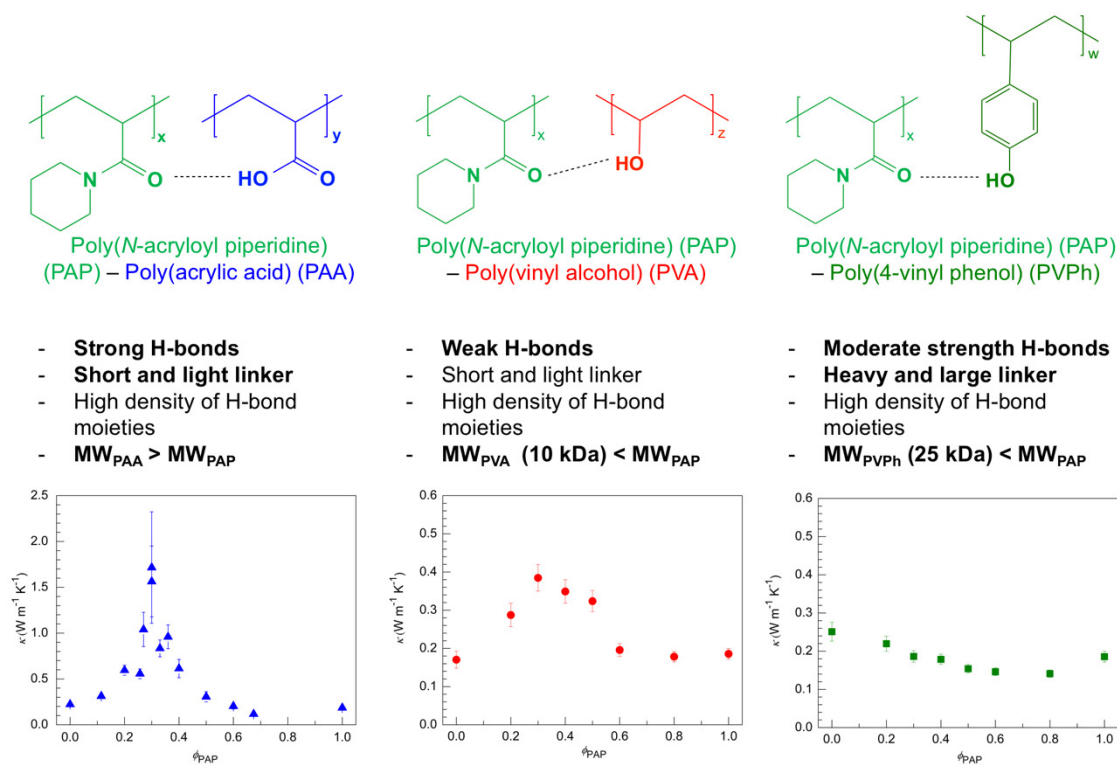 x
y
N
O
HO
O
Poly(N-acryloyl piperidine)
(PAP) – Poly(acrylic acid) (PAA)
- Strong H-bonds
- Short and light linker
- High density of H-bond
moieties
- MWPAA > MWPAP
2.5
2.0
1.5
1.0
0.5
0.0
κ (W m⁻¹ K⁻¹)
0.0 0.2 0.4 0.6 0.8 1.0
ϕPAP
x
z
N
O
HO
Poly(N-acryloyl piperidine) (PAP)
– Poly(vinyl alcohol) (PVA)
- Weak H-bonds
- Short and light linker
- High density of H-bond
moieties
- MWPVA (10 kDa) < MWPAP
0.6
0.5
0.4
0.3
0.2
0.1
0.0
κ (W m⁻¹ K⁻¹)
0.0 0.2 0.4 0.6 0.8 1.0
ϕPAP
w
x
N
O
HO
Poly(N-acryloyl piperidine) (PAP)
– Poly(4-vinyl phenol) (PVPh)
- Moderate strength H-bonds
- Heavy and large linker
- High density of H-bond
moieties
- MWPVPh (25 kDa) < MWPAP
0.6
0.5
0.4
0.3
0.2
0.1
0.0
κ (W m⁻¹ K⁻¹)
0.0 0.2 0.4 0.6 0.8 1.0
ϕPAP